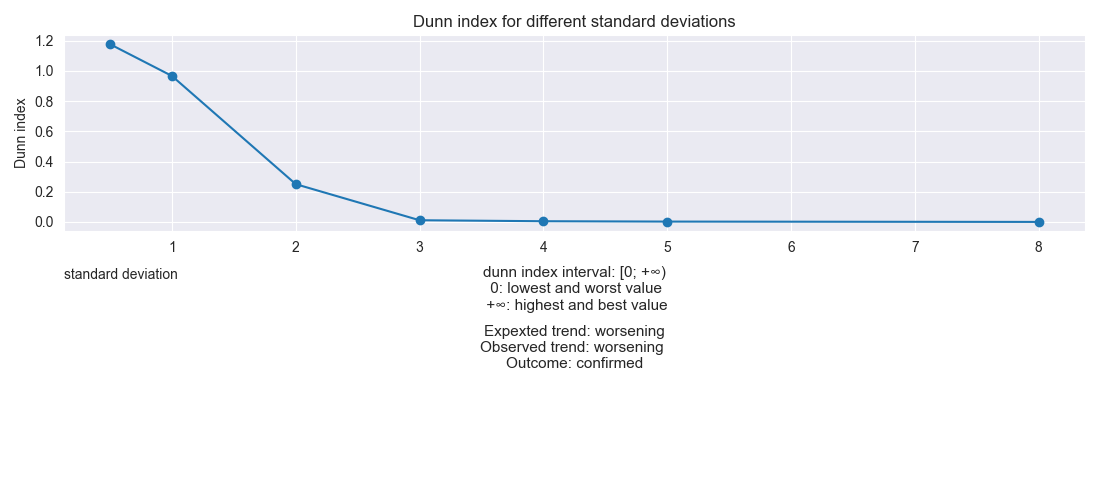 Dunn index for different standard deviations
1.2
1.0
0.8
0.6
0.4
0.2
0.0
Dunn index
1 2 3 4 5 6 7 8
standard deviation
dunn index interval: [0; +∞)
0: lowest and worst value
+∞: highest and best value
Expexted trend: worsening
Observed trend: worsening
Outcome: confirmed